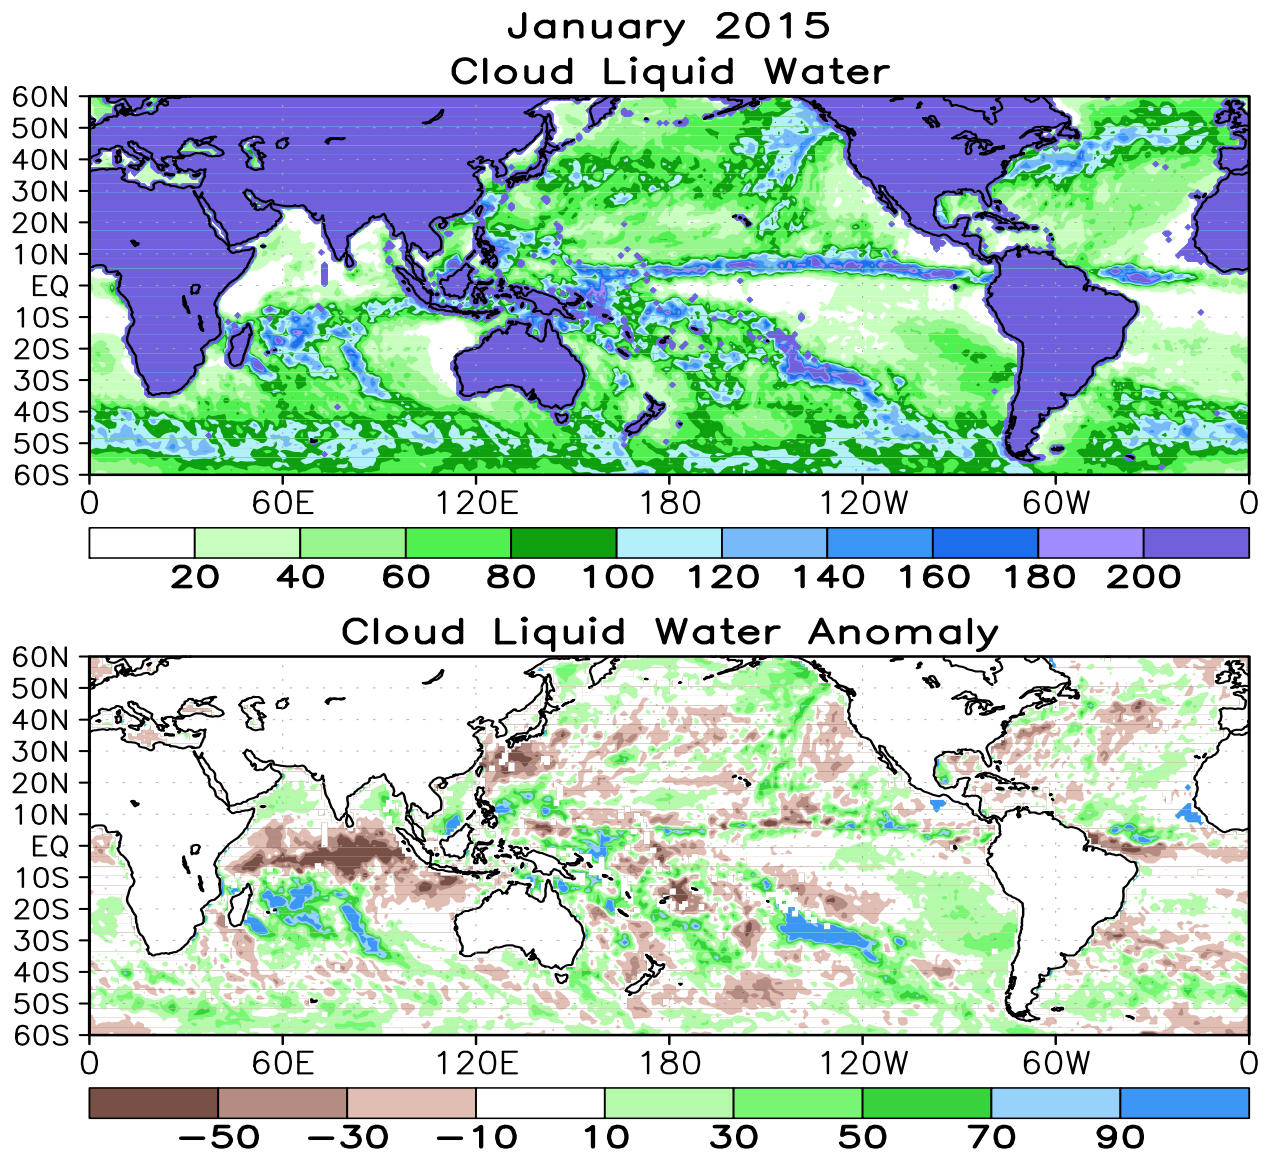 January 2015
Cloud Liquid Water
60N
50N
40N
30N
20N
10N
EQ
10S
20S
30S
40S
50S
60S
0 60E 120E 180 120W 60W 0
20 40 60 80 100 120 140 160 180 200
Cloud Liquid Water Anomaly
60N
50N
40N
30N
20N
10N
EQ
10S
20S
30S
40S
50S
60S
0 60E 120E 180 120W 60W 0
−50 −30 −10 10 30 50 70 90